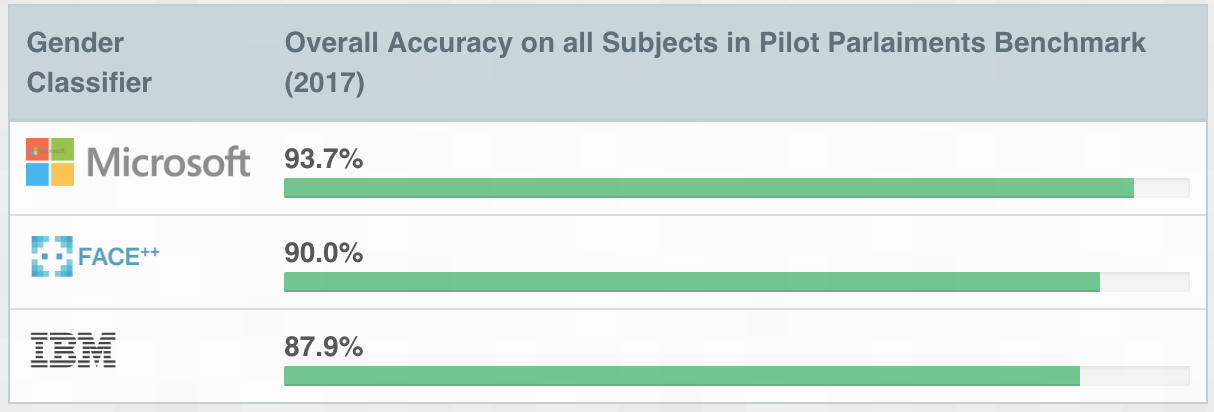 Gender
Classifier
Overall Accuracy on all Subjects in Pilot Parlaiments Benchmark
(2017)
Microsoft
93.7%
FACE++
90.0%
IBM
87.9%